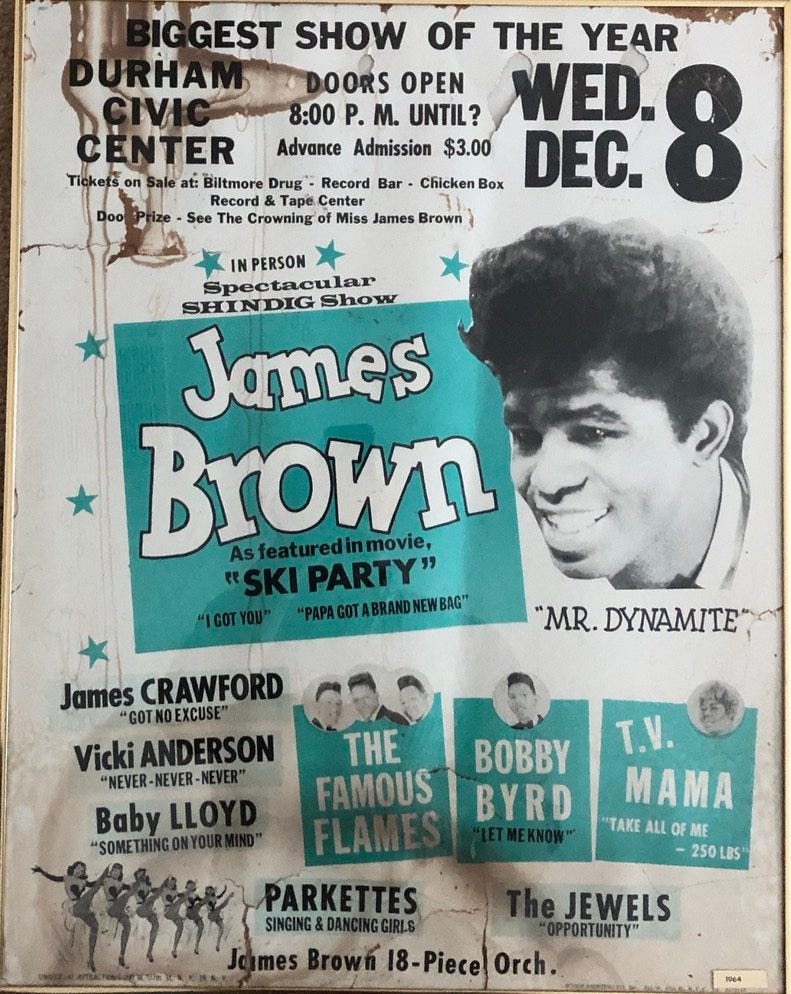 BIGGEST SHOW OF THE YEAR
DURHAM
CIVIC
CENTER
DOORS OPEN
8:00 P. M. UNTIL?
Advance Admission $3.00
WED.
DEC. 8
Tickets on Sale at: Biltmore Drug - Record Bar - Chicken Box
Record & Tape Center
Doo Prize - See The Crowning of Miss James Brown
IN PERSON
Spectacular
SHINDIG Show
James
Brown
As featured in movie,
"SKI PARTY"
"I GOT YOU" "PAPA GOT A BRAND NEW BAG"
"MR. DYNAMITE"
James CRAWFORD
"GOT NO EXCUSE"
Vicki ANDERSON
"NEVER-NEVER-NEVER"
Baby LLOYD
"SOMETHING ON YOUR MIND"
THE
FAMOUS
FLAMES
BOBBY
BYRD
"LET ME KNOW"
T.V.
MAMA
"TAKE ALL OF ME
- 250 LBS"
PARKETTES
SINGING & DANCING GIRLS
The JEWELS
"OPPORTUNITY"
James Brown 18-Piece Orch.
1964